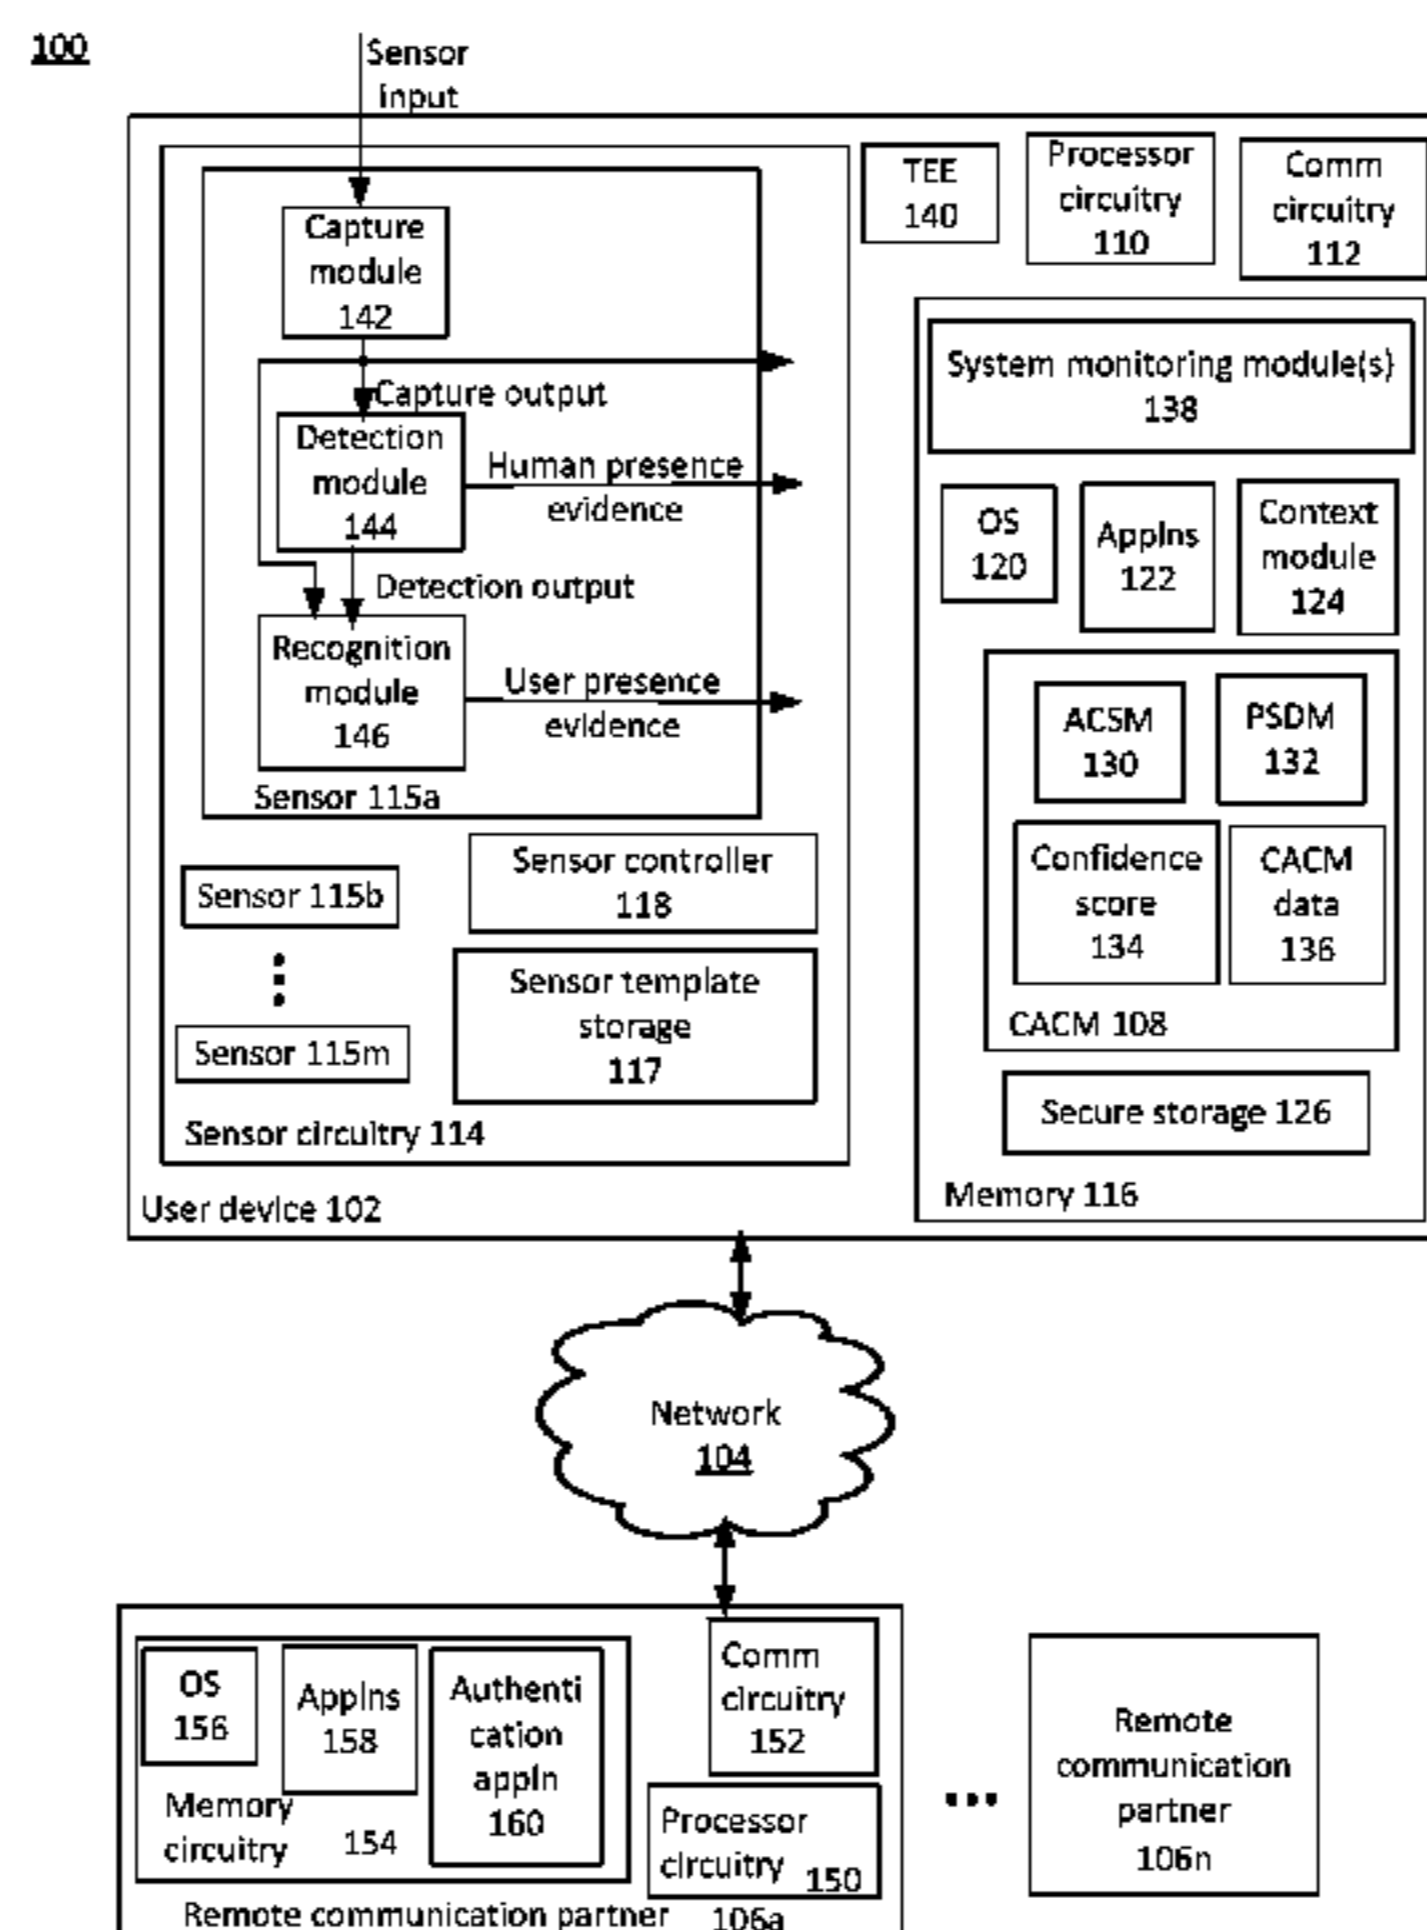 100
Sensor
input
Capture
module
142
Capture output
Detection
module
144
Human presence
evidence
Detection output
Recognition
module
146
User presence
evidence
Sensor 115a
Sensor 115b
Sensor 115m
Sensor controller
118
Sensor template
storage
117
Sensor circuitry 114
User device 102
TEE
140
Processor
circuitry
110
Comm
circuitry
112
System monitoring module(s)
138
OS
120
Applns
122
Context
module
124
ACSM
130
PSDM
132
Confidence
score
134
CACM
data
136
CACM 108
Secure storage 126
Memory 116
Network
104
OS
156
Applns
158
Authenti
cation
appln
160
Memory
circuitry 154
Comm
circuitry
152
Processor
circuitry 150
Remote communication partner 106a
Remote
communication
partner
106n